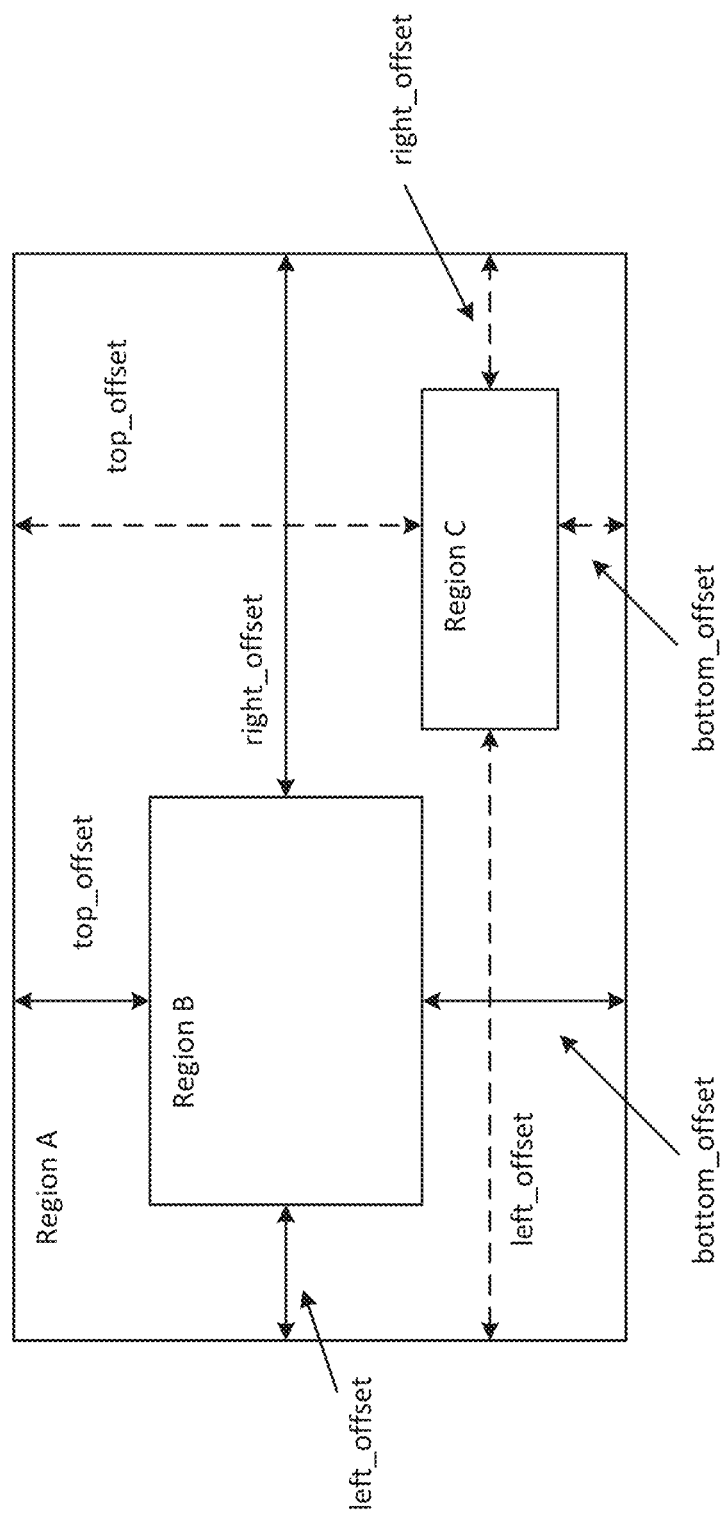 Region A
top_offset
top_offset
Region B
right_offset
left_offset
Region C
right_offset
left_offset
bottom_offset
bottom_offset